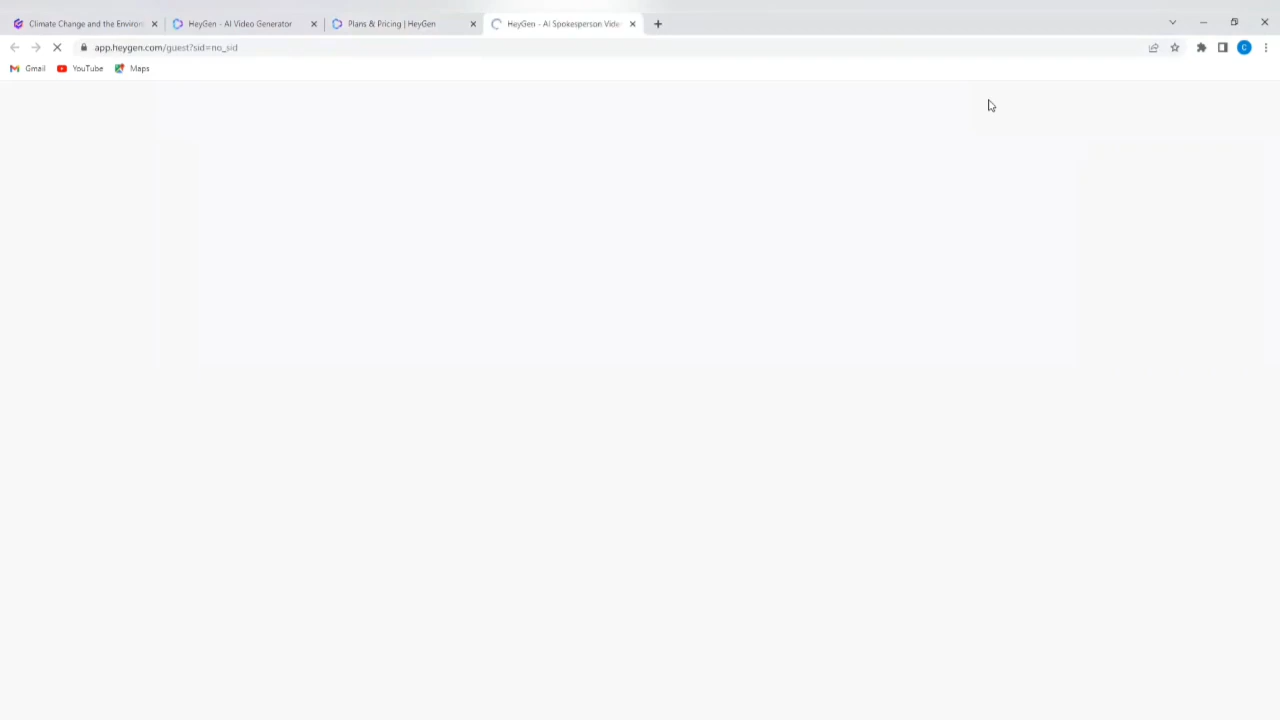 Climate Change and the Environ
HeyGen - AI Video Generator
Plans & Pricing | HeyGen
HeyGen - AI Spokesperson Vide
app.heygen.com/guest?sid=no_sid
C
Gmail
YouTube
Maps